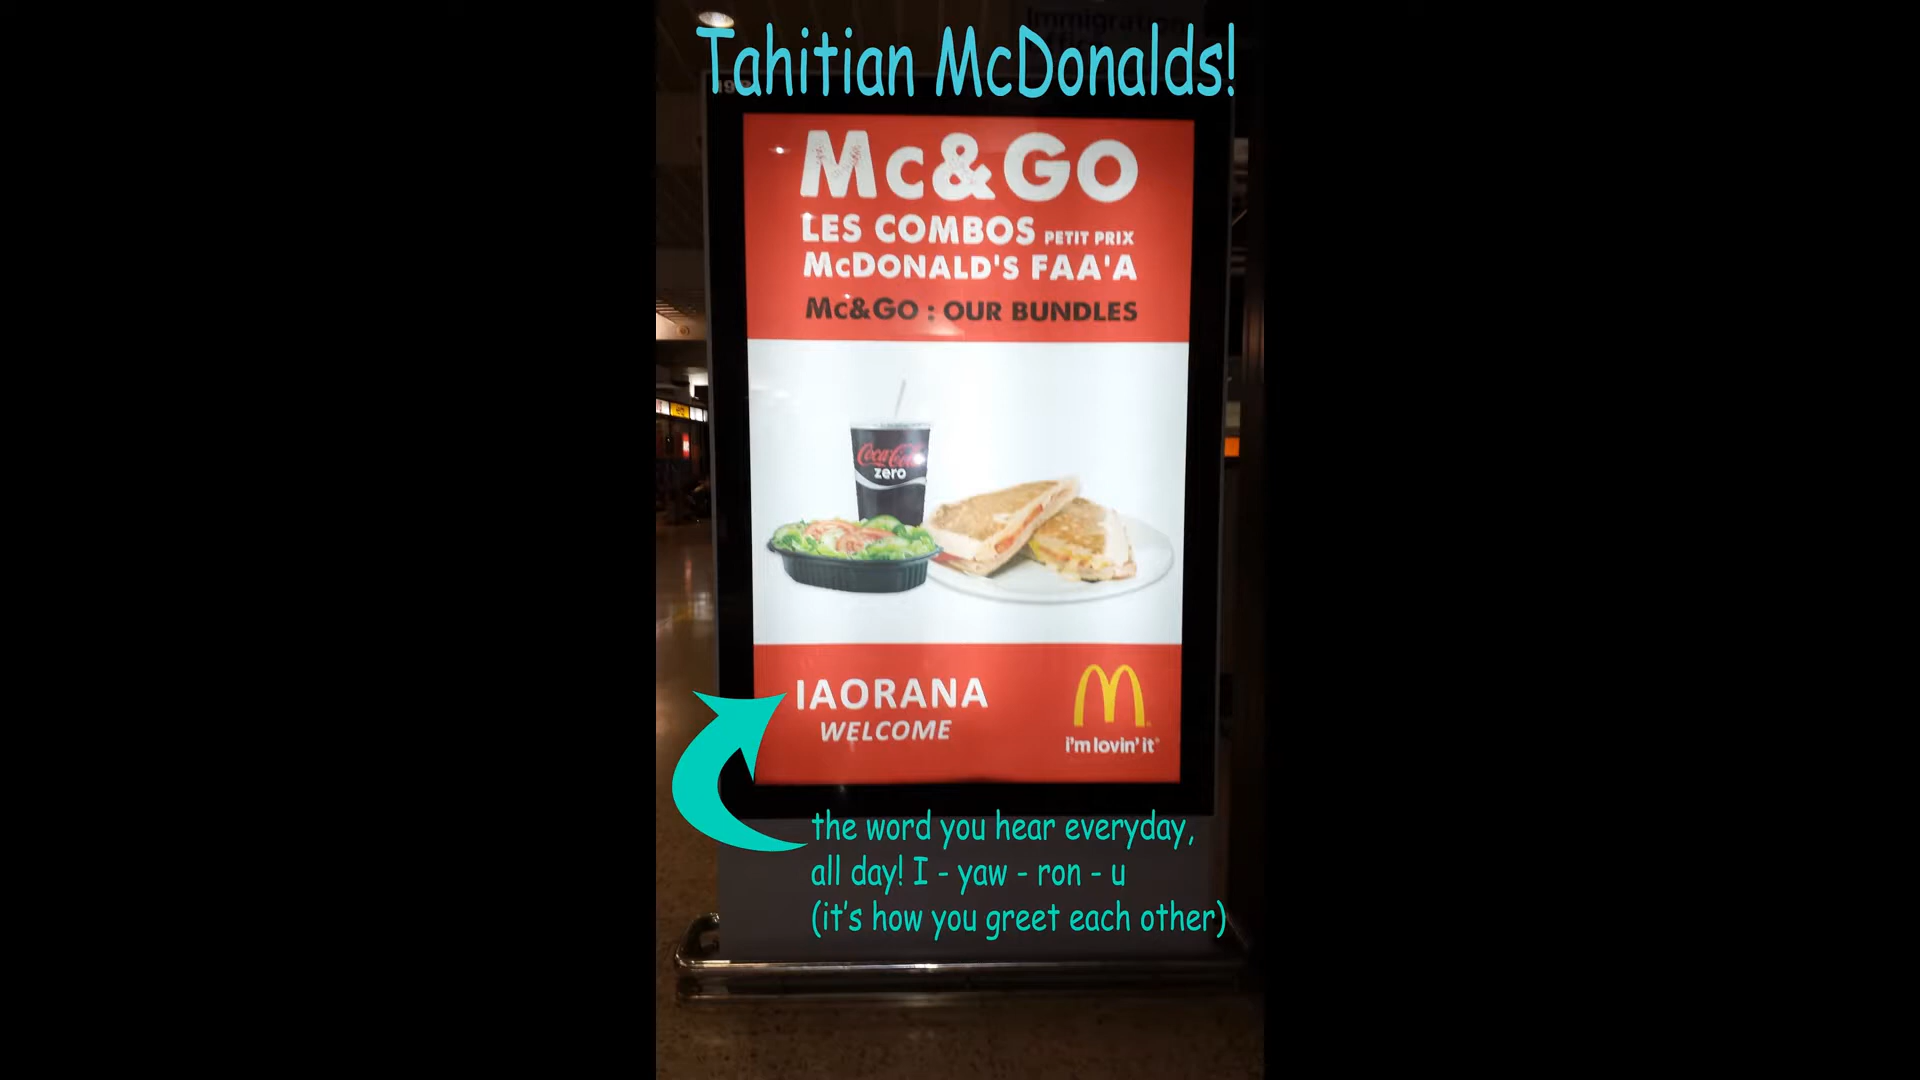 Immigration
Tahitian McDonalds!
Mc&GO
LES COMBOS PETIT PRIX
McDONALD'S FAA'A
Mc&GO : OUR BUNDLES
Coca-Cola
zero
IAORANA
WELCOME
i'm lovin' it
the word you hear everyday,
all day! I - yaw - ron - u
(it's how you greet each other)